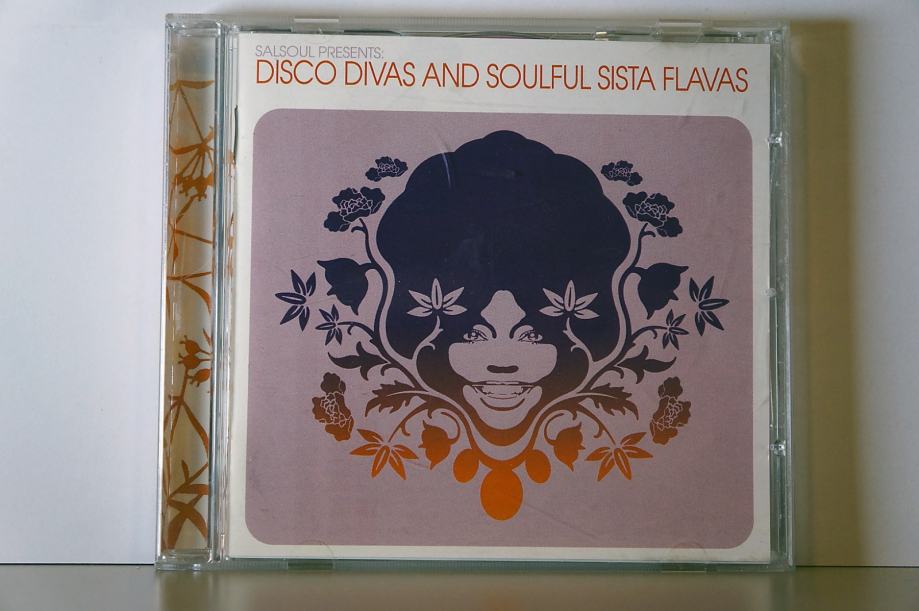 SALSOUL PRESENTS:
DISCO DIVAS AND SOULFUL SISTA FLAVAS